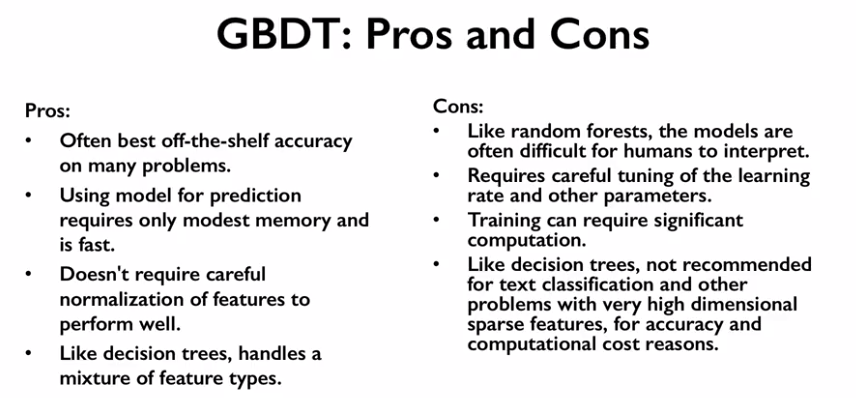 GBDT: Pros and Cons
Pros:
• Often best off-the-shelf accuracy
on many problems.
• Using model for prediction
requires only modest memory and
is fast.
• Doesn't require careful
normalization of features to
perform well.
• Like decision trees, handles a
mixture of feature types.
Cons:
• Like random forests, the models are
often difficult for humans to interpret.
• Requires careful tuning of the learning
rate and other parameters.
• Training can require significant
computation.
• Like decision trees, not recommended
for text classification and other
problems with very high dimensional
sparse features, for accuracy and
computational cost reasons.